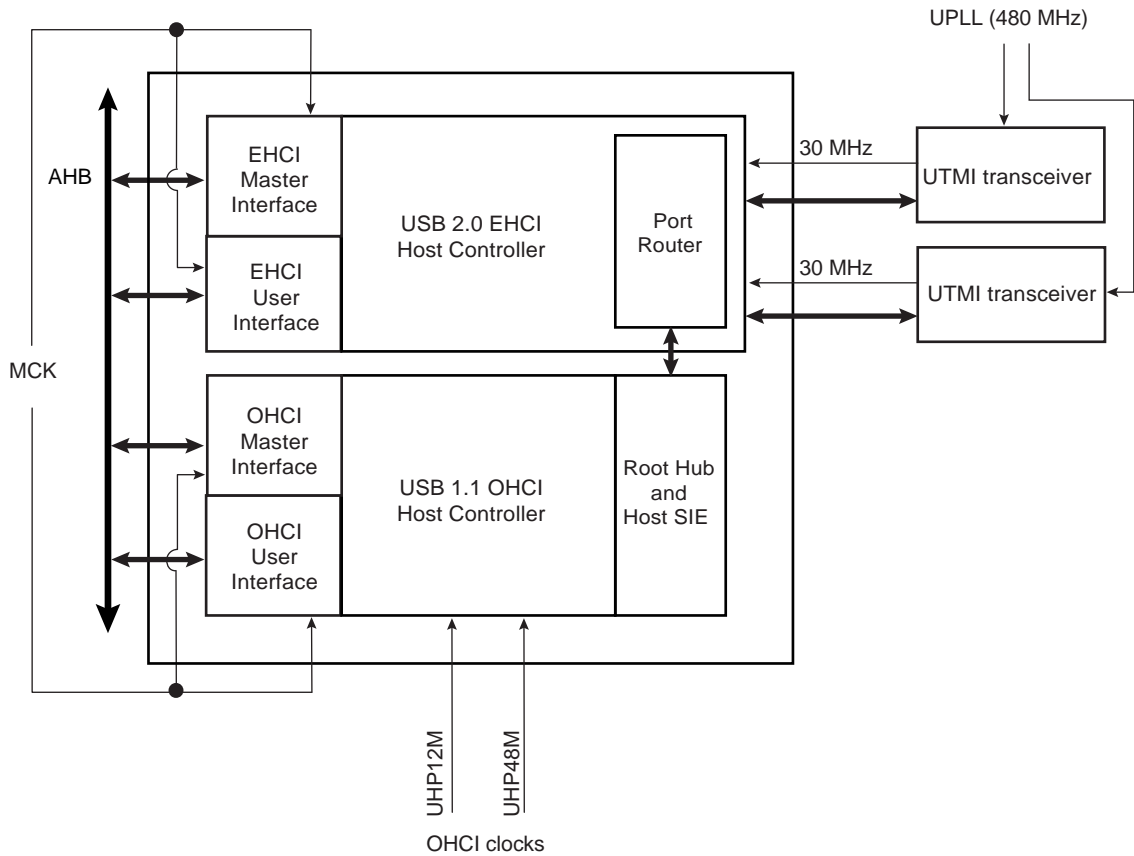 UPLL (480 MHz)
AHB
EHCI
Master
Interface
USB 2.0 EHCI
Host Controller
Port
Router
30 MHz
UTMI transceiver
EHCI
User
Interface
30 MHz
UTMI transceiver
MCK
OHCI
Master
Interface
USB 1.1 OHCI
Host Controller
Root Hub
and
Host SIE
OHCI
User
Interface
UHP12M
UHP48M
OHCI clocks